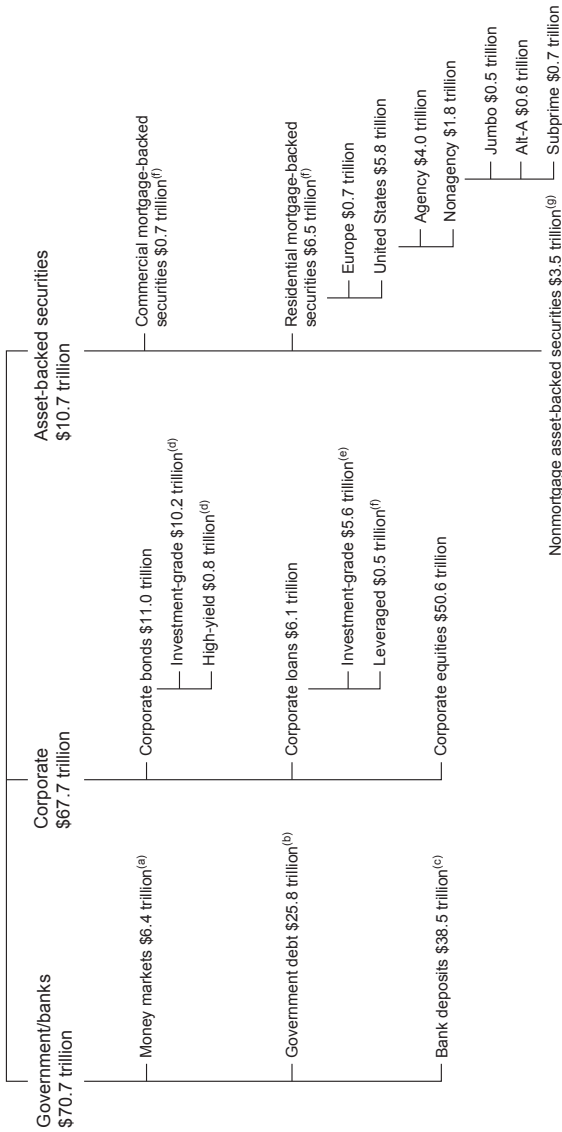 Government/banks
$70.7 trillion
Money markets $6.4 trillion(a)
Government debt $25.8 trillion(b)
Bank deposits $38.5 trillion(c)
Corporate
$67.7 trillion
Corporate bonds $11.0 trillion
Investment-grade $10.2 trillion(d)
High-yield $0.8 trillion(d)
Corporate loans $6.1 trillion
Investment-grade $5.6 trillion(e)
Leveraged $0.5 trillion(f)
Corporate equities $50.6 trillion
Asset-backed securities
$10.7 trillion
Commercial mortgage-backed
securities $0.7 trillion(f)
Residential mortgage-backed
securities $6.5 trillion(f)
Europe $0.7 trillion
United States $5.8 trillion
Agency $4.0 trillion
Nonagency $1.8 trillion
Jumbo $0.5 trillion
Alt-A $0.6 trillion
Subprime $0.7 trillion
Nonmortgage asset-backed securities $3.5 trillion(g)